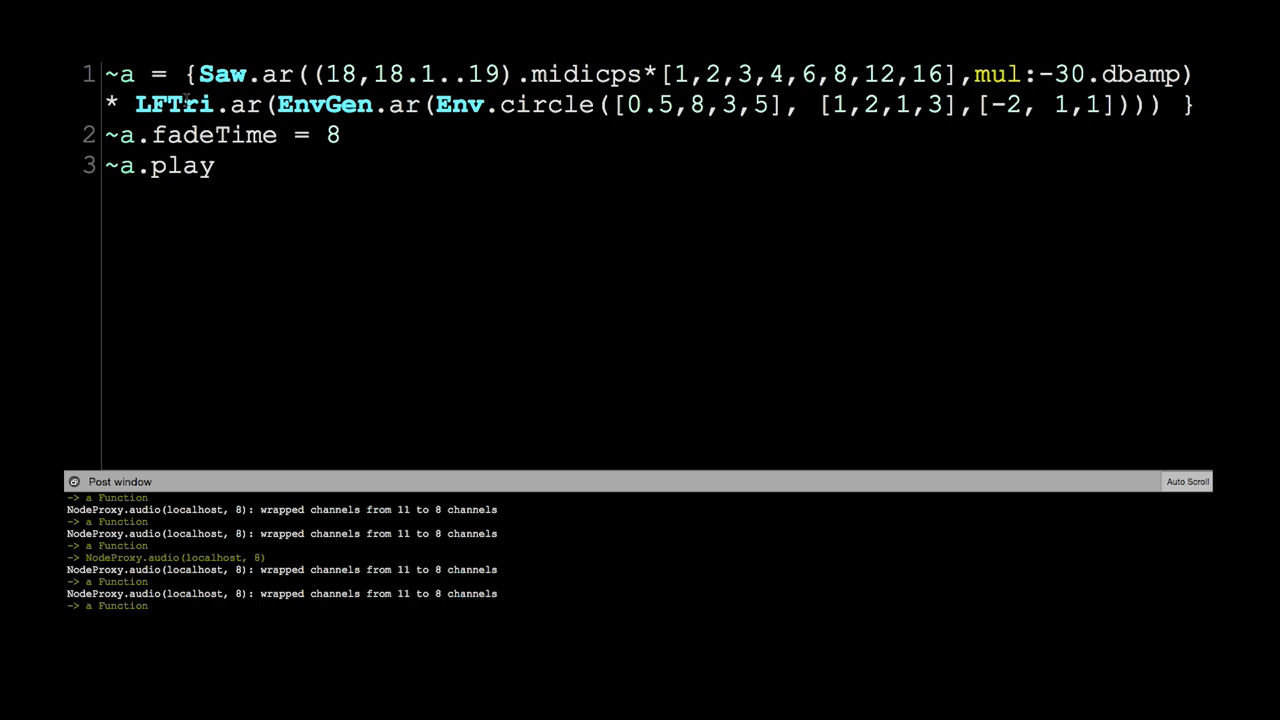 1 ~a = {Saw.ar((18,18.1..19).midicps*[1,2,3,4,6,8,12,16],mul:-30.dbamp)
* LFTri.ar(EnvGen.ar(Env.circle([0.5,8,3,5], [1,2,1,3],[-2, 1,1]))) }
2 ~a.fadeTime = 8
3 ~a.play
Post window Auto Scroll
-> a Function
NodeProxy.audio(localhost, 8): wrapped channels from 11 to 8 channels
-> a Function
NodeProxy.audio(localhost, 8): wrapped channels from 11 to 8 channels
-> a Function
-> NodeProxy.audio(localhost, 8)
NodeProxy.audio(localhost, 8): wrapped channels from 11 to 8 channels
-> a Function
NodeProxy.audio(localhost, 8): wrapped channels from 11 to 8 channels
-> a Function